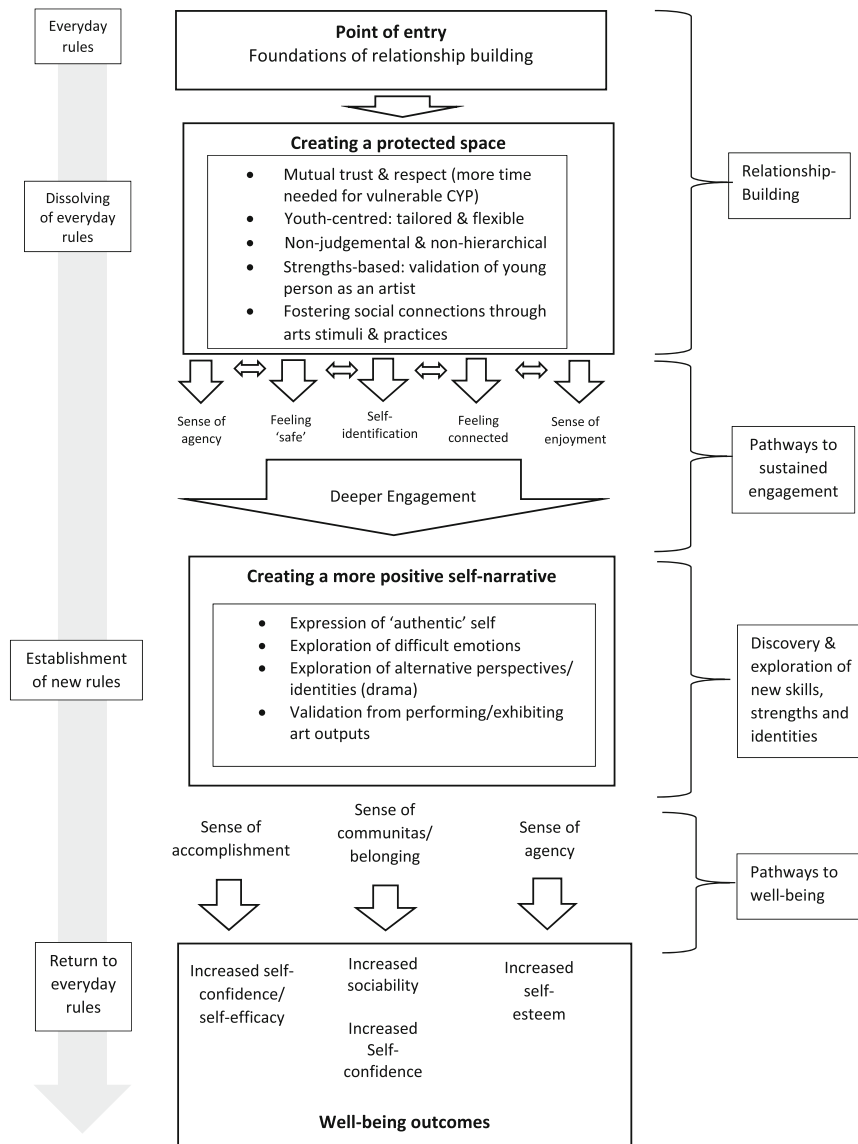 Everyday
rules
Point of entry
Foundations of relationship building
Creating a protected space
• Mutual trust & respect (more time
needed for vulnerable CYP)
• Youth-centred: tailored & flexible
• Non-judgemental & non-hierarchical
• Strengths-based: validation of young
person as an artist
• Fostering social connections through
arts stimuli & practices
Dissolving
of everyday
rules
Relationship-
Building
Sense of
agency
Feeling
‘safe’
Self-
identification
Feeling
connected
Sense of
enjoyment
Deeper Engagement
Pathways to
sustained
engagement
Creating a more positive self-narrative
• Expression of ‘authentic’ self
• Exploration of difficult emotions
• Exploration of alternative perspectives/
identities (drama)
• Validation from performing/exhibiting
art outputs
Establishment
of new rules
Discovery &
exploration of
new skills,
strengths and
identities
Sense of
accomplishment
Sense of
communitas/
belonging
Sense of
agency
Pathways to
well-being
Return to
everyday
rules
Increased self-
confidence/
self-efficacy
Increased
sociability
Increased
Self-
confidence
Increased
self-
esteem
Well-being outcomes